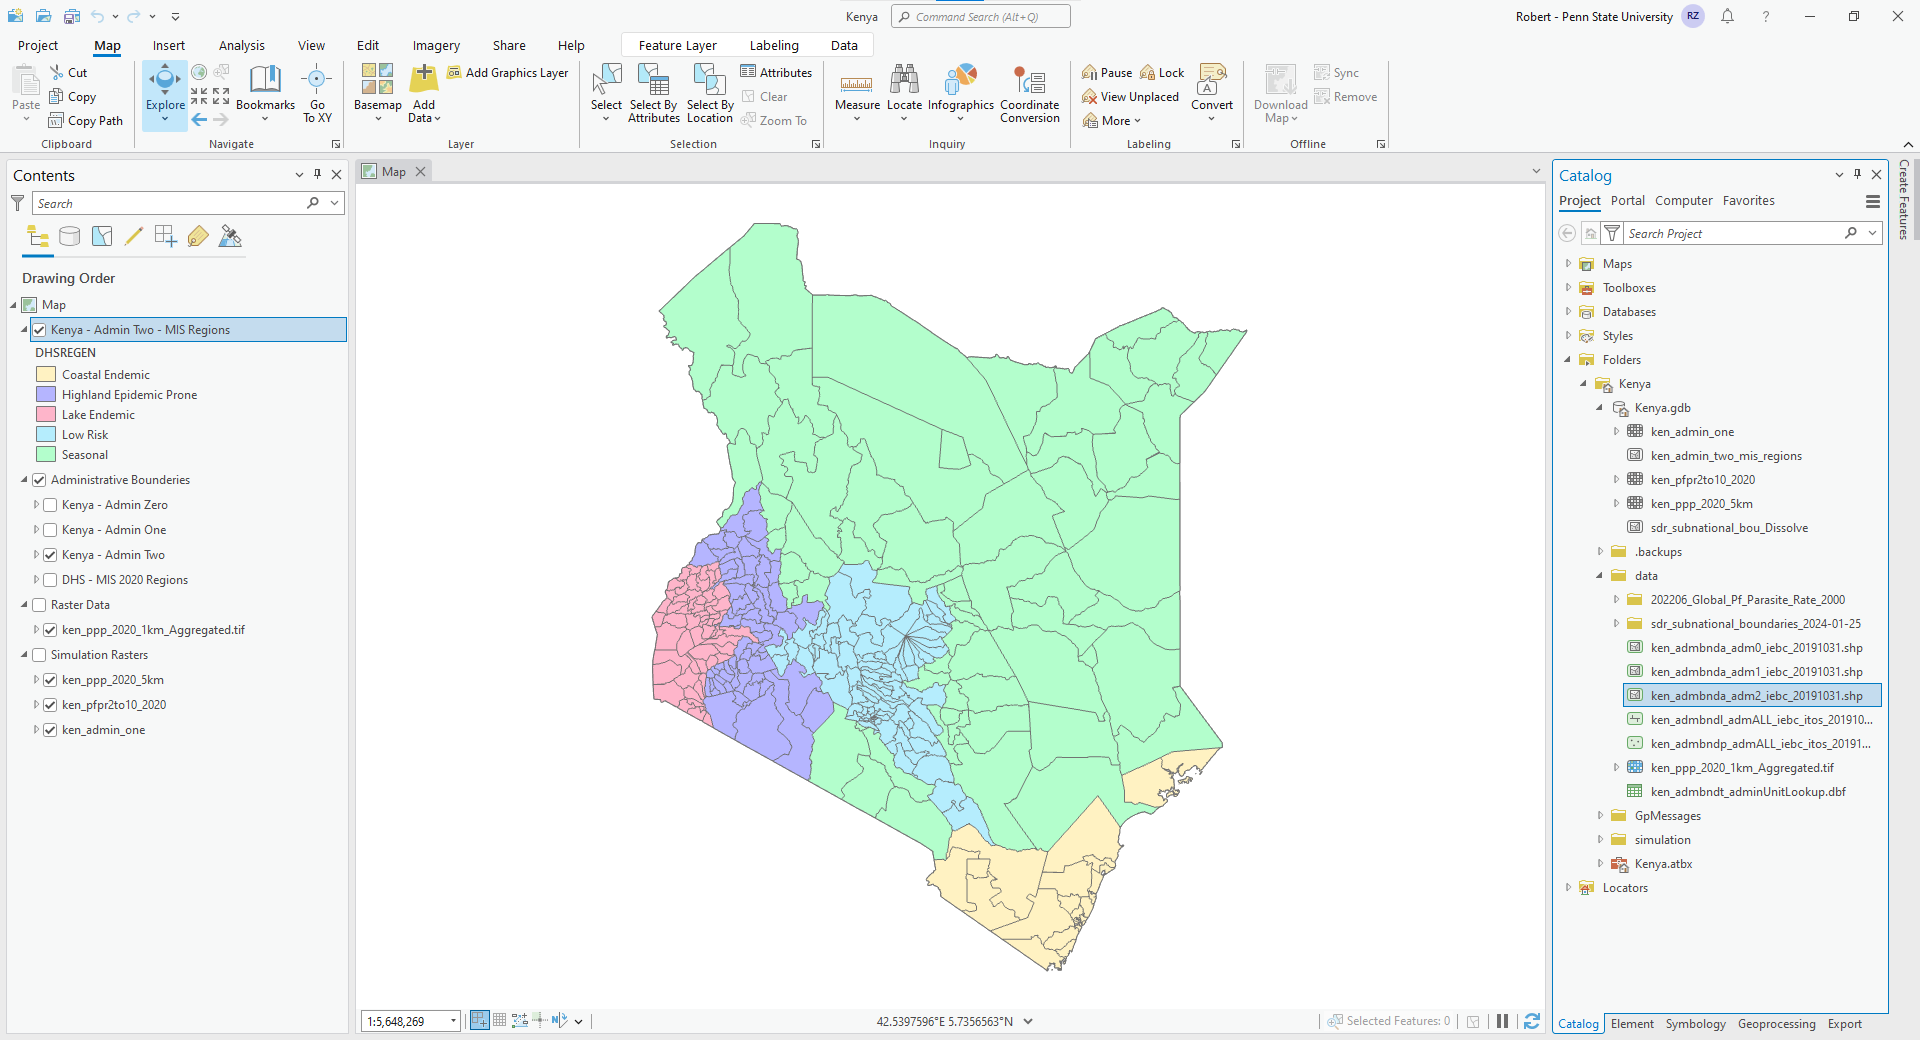 Kenya
Command Search (Alt+Q)
Robert - Penn State University
RZ
?
Project
Map
Insert
Analysis
View
Edit
Imagery
Share
Help
Feature Layer
Labeling
Data
Paste
Cut
Copy
Copy Path
Clipboard
Explore
Bookmarks
Go To XY
Navigate
Basemap
Add Data
Add Graphics Layer
Layer
Select
Select By Attributes
Select By Location
Attributes
Clear
Zoom To
Selection
Measure
Locate
Infographics
Coordinate Conversion
Inquiry
Pause
Lock
View Unplaced
More
Convert
Labeling
Download Map
Sync
Remove
Offline
Contents
Search
Drawing Order
Map
Kenya - Admin Two - MIS Regions
DHSREGEN
Coastal Endemic
Highland Epidemic Prone
Lake Endemic
Low Risk
Seasonal
Administrative Bounderies
Kenya - Admin Zero
Kenya - Admin One
Kenya - Admin Two
DHS - MIS 2020 Regions
Raster Data
ken_ppp_2020_1km_Aggregated.tif
Simulation Rasters
ken_ppp_2020_5km
ken_pfpr2to10_2020
ken_admin_one
Map
1:5,648,269
42.5397596°E 5.7356563°N
Selected Features: 0
Catalog
Project
Portal
Computer
Favorites
Search Project
Maps
Toolboxes
Databases
Styles
Folders
Kenya
Kenya.gdb
ken_admin_one
ken_admin_two_mis_regions
ken_pfpr2to10_2020
ken_ppp_2020_5km
sdr_subnational_bou_Dissolve
.backups
data
202206_Global_Pf_Parasite_Rate_2000
sdr_subnational_boundaries_2024-01-25
ken_admbnda_adm0_iebc_20191031.shp
ken_admbnda_adm1_iebc_20191031.shp
ken_admbnda_adm2_iebc_20191031.shp
ken_admbndl_admALL_iebc_itos_201910...
ken_admbndp_admALL_iebc_itos_20191...
ken_ppp_2020_1km_Aggregated.tif
ken_admbndt_adminUnitLookup.dbf
GpMessages
simulation
Kenya.atbx
Locators
Catalog
Element
Symbology
Geoprocessing
Export
Create Features